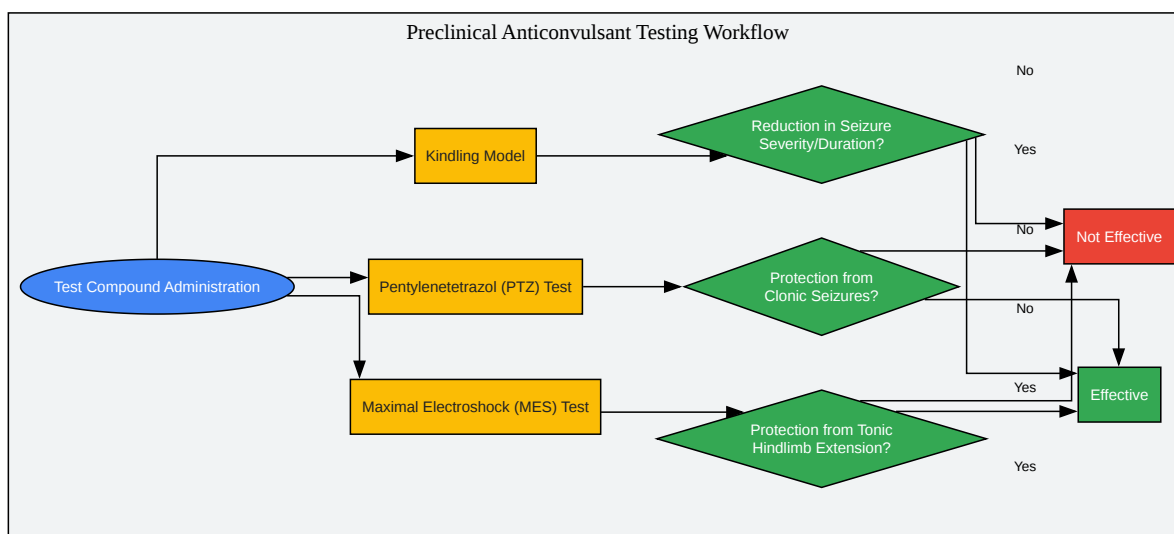 Preclinical Anticonvulsant Testing Workflow
No
Reduction in Seizure
Severity/Duration?
Yes
Kindling Model
No
Not Effective
Test Compound Administration
Pentylenetetrazol (PTZ) Test
Protection from
Clonic Seizures?
No
Yes
Effective
Maximal Electroshock (MES) Test
Protection from Tonic
Hindlimb Extension?
Yes